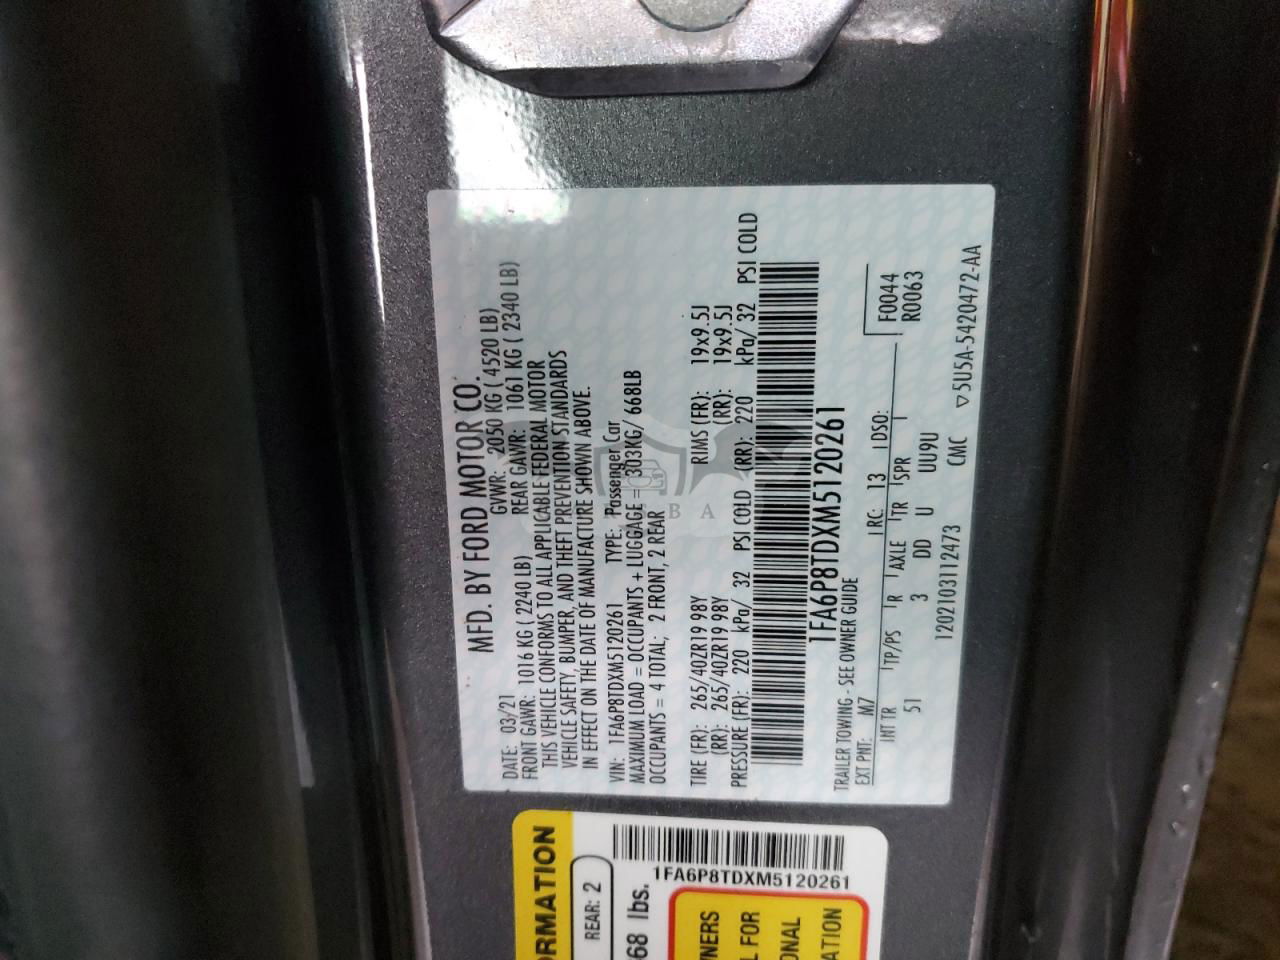 MFD. BY FORD MOTOR CO.
DATE: 03/21 GVWR: 2050 KG ( 4520 LB)
FRONT GAWR: 1016 KG ( 2240 LB) REAR GAWR: 1061 KG ( 2340 LB)
THIS VEHICLE CONFORMS TO ALL APPLICABLE FEDERAL MOTOR
VEHICLE SAFETY, BUMPER, AND THEFT PREVENTION STANDARDS
IN EFFECT ON THE DATE OF MANUFACTURE SHOWN ABOVE.
VIN: 1FA6P8TDXM5120261 TYPE: Passenger Car
MAXIMUM LOAD = OCCUPANTS + LUGGAGE = 303KG/ 668LB
OCCUPANTS = 4 TOTAL; 2 FRONT, 2 REAR
TIRE (FR): 265/40ZR19 98Y RIMS (FR): 19x9.5J
(RR): 265/40ZR19 98Y (RR): 19x9.5J
PRESSURE (FR): 220 kPa/ 32 PSI COLD (RR): 220 kPa/ 32 PSI COLD
1FA6P8TDXM5120261
TRAILER TOWING - SEE OWNER GUIDE
EXT PNT: M7 RC: 13 DSO: F0044
INT TR TP/PS R AXLE TR SPR R0063
51 3 DD U UU9U
1202103112473 CMC ▽5U5A-5420472-AA
ORMATION
REAR: 2
68 lbs.
1FA6P8TDXM5120261
NERS
L FOR
ONAL
ATION